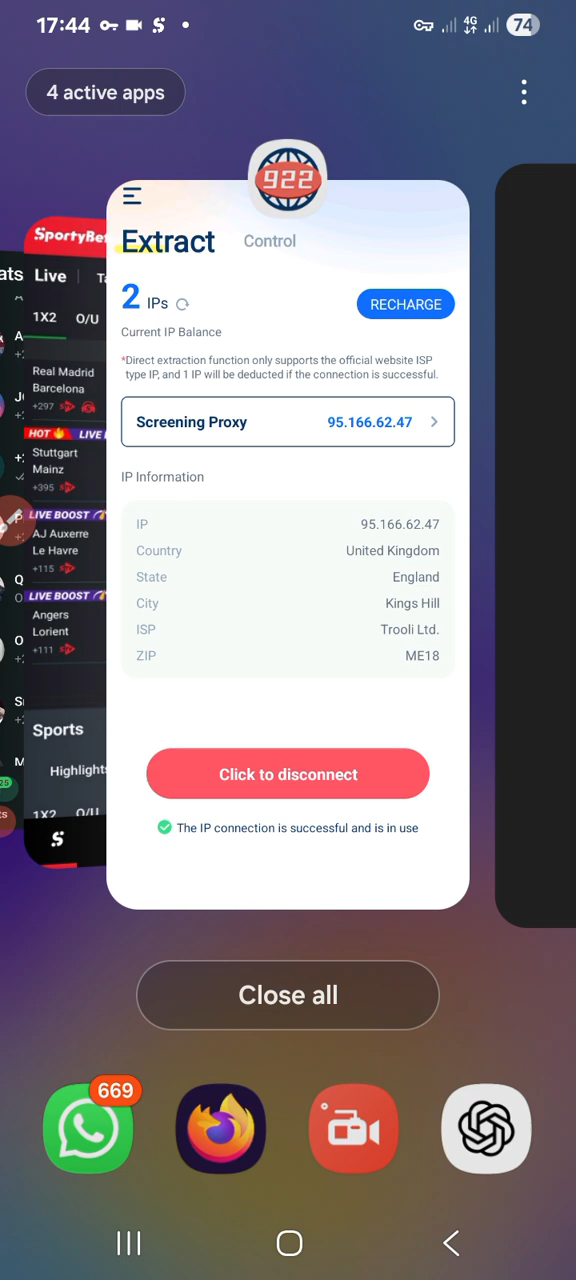 17:44
4G
74
4 active apps
922
Extract
Control
2 IPs
RECHARGE
Current IP Balance
*Direct extraction function only supports the official website ISP
type IP, and 1 IP will be deducted if the connection is successful.
Screening Proxy 95.166.62.47
IP Information
IP 95.166.62.47
Country United Kingdom
State England
City Kings Hill
ISP Trooli Ltd.
ZIP ME18
Click to disconnect
The IP connection is successful and is in use
ats
SportyBet
Live
1X2 O/U
Real Madrid
Barcelona
+297
HOT LIVE
Stuttgart
Mainz
+395
LIVE BOOST
AJ Auxerre
Le Havre
+115
LIVE BOOST
Angers
Lorient
+111
Sports
Highlights
1X2 O/U
25
Close all
669